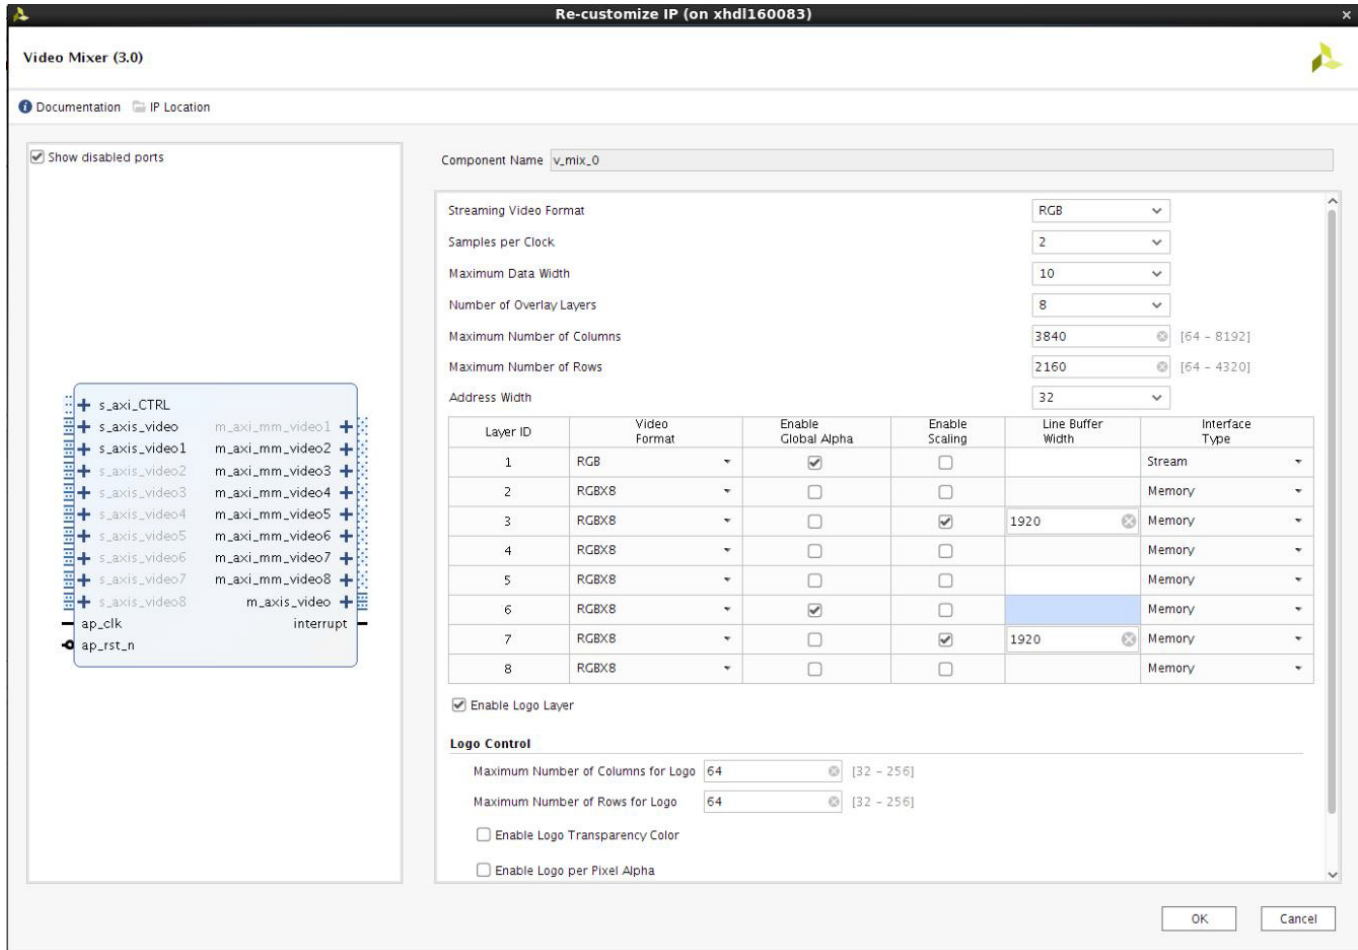 Re-customize IP (on xhdl160083)
Video Mixer (3.0)
Documentation IP Location
Show disabled ports
s_axi_CTRL
s_axis_video m_axi_mm_video1
s_axis_video1 m_axi_mm_video2
s_axis_video2 m_axi_mm_video3
s_axis_video3 m_axi_mm_video4
s_axis_video4 m_axi_mm_video5
s_axis_video5 m_axi_mm_video6
s_axis_video6 m_axi_mm_video7
s_axis_video7 m_axi_mm_video8
s_axis_video8 m_axis_video
ap_clk interrupt
ap_rst_n
Component Name v_mix_0
Streaming Video Format RGB
Samples per Clock 2
Maximum Data Width 10
Number of Overlay Layers 8
Maximum Number of Columns 3840 [64 - 8192]
Maximum Number of Rows 2160 [64 - 4320]
Address Width 32
Layer ID Video Format Enable Global Alpha Enable Scaling Line Buffer Width Interface Type
1 RGB Stream
2 RGBX8 Memory
3 RGBX8 1920 Memory
4 RGBX8 Memory
5 RGBX8 Memory
6 RGBX8 Memory
7 RGBX8 1920 Memory
8 RGBX8 Memory
Enable Logo Layer
Logo Control
Maximum Number of Columns for Logo 64 [32 - 256]
Maximum Number of Rows for Logo 64 [32 - 256]
Enable Logo Transparency Color
Enable Logo per Pixel Alpha
OK Cancel